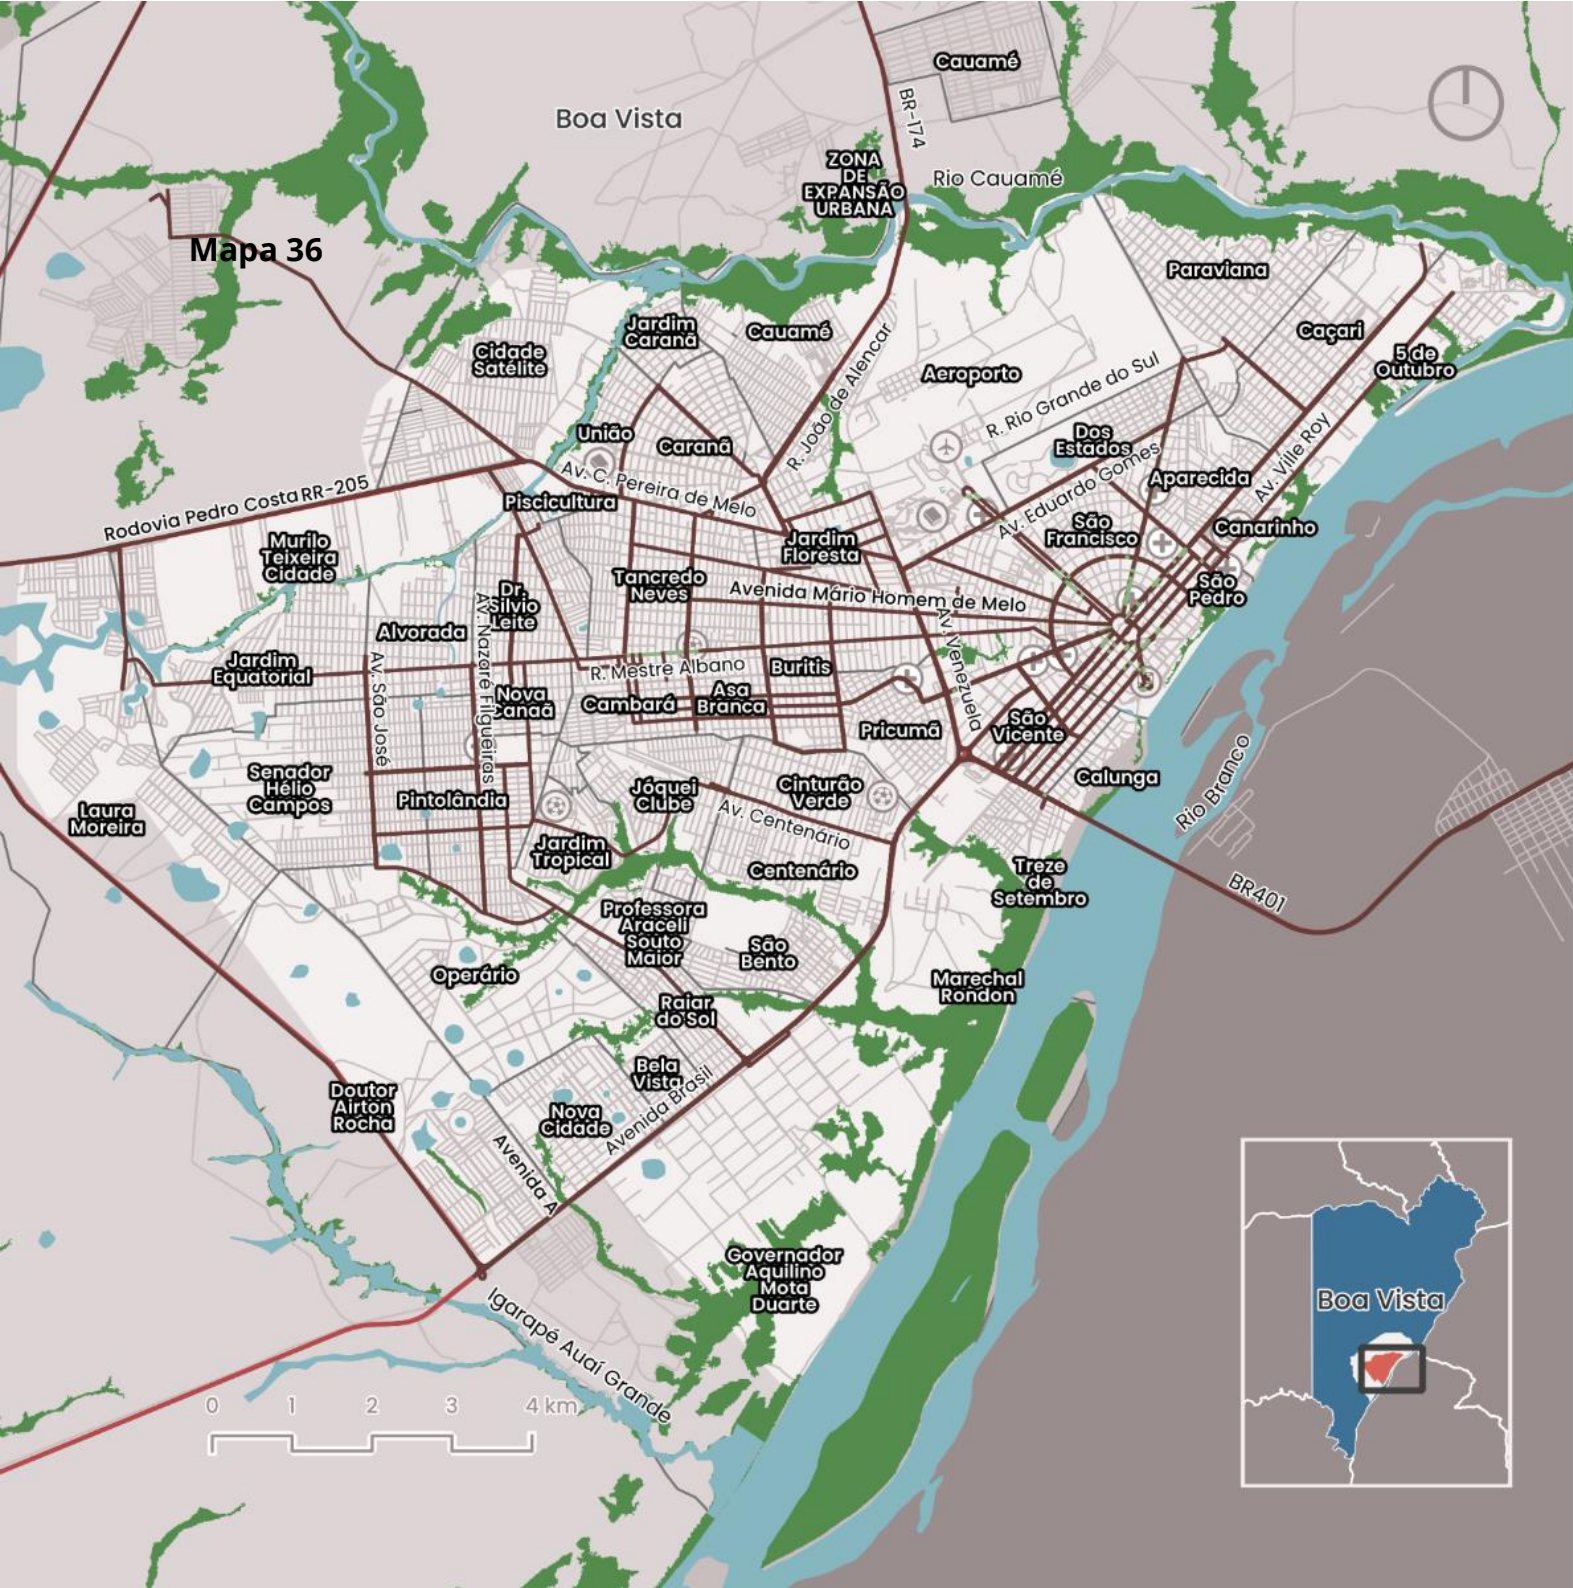 Cauamé
BR-174
Boa Vista
ZONA
DE
EXPANSÃO
URBANA
Rio Cauamé
Mapa 36
Paraviana
Jardim
Caranã
Cauamé
Caçari
Cidade
Satélite
5 de
Outubro
Aeroporto
R. João de Alencar
R. Rio Grande do Sul
União
Caranã
Dos
Estados
Av. Ville Roy
Av. C. Pereira de Melo
Av. Eduardo Gomes
Aparecida
Rodovia Pedro Costa RR-205
Piscicultura
Murilo
Teixeira
Cidade
Jardim
Floresta
São
Francisco
Canarinho
Tancredo
Neves
Avenida Mário Homem de Melo
São
Pedro
Dr.
Silvio
Leite
Alvorada
Av. Nazaré Filgueiras
Av. Venezuela
Jardim
Equatorial
Av. São José
R. Mestre Albano
Buritis
Nova
Canaã
Cambará
Asa
Branca
Pricumã
São
Vicente
Senador
Hélio
Campos
Pintolândia
Jóquei
Clube
Cinturão
Verde
Calunga
Rio Branco
Laura
Moreira
Av. Centenário
Jardim
Tropical
Centenário
Treze
de
Setembro
BR401
Professora
Araceli
Souto
Maior
São
Bento
Operário
Marechal
Rondon
Raiar
do Sol
Bela
Vista
Doutor
Airton
Rocha
Nova
Cidade
Avenida Brasil
Avenida A
Governador
Aquilino
Mota
Duarte
Boa Vista
Igarapé Auaí Grande
0 1 2 3 4 km